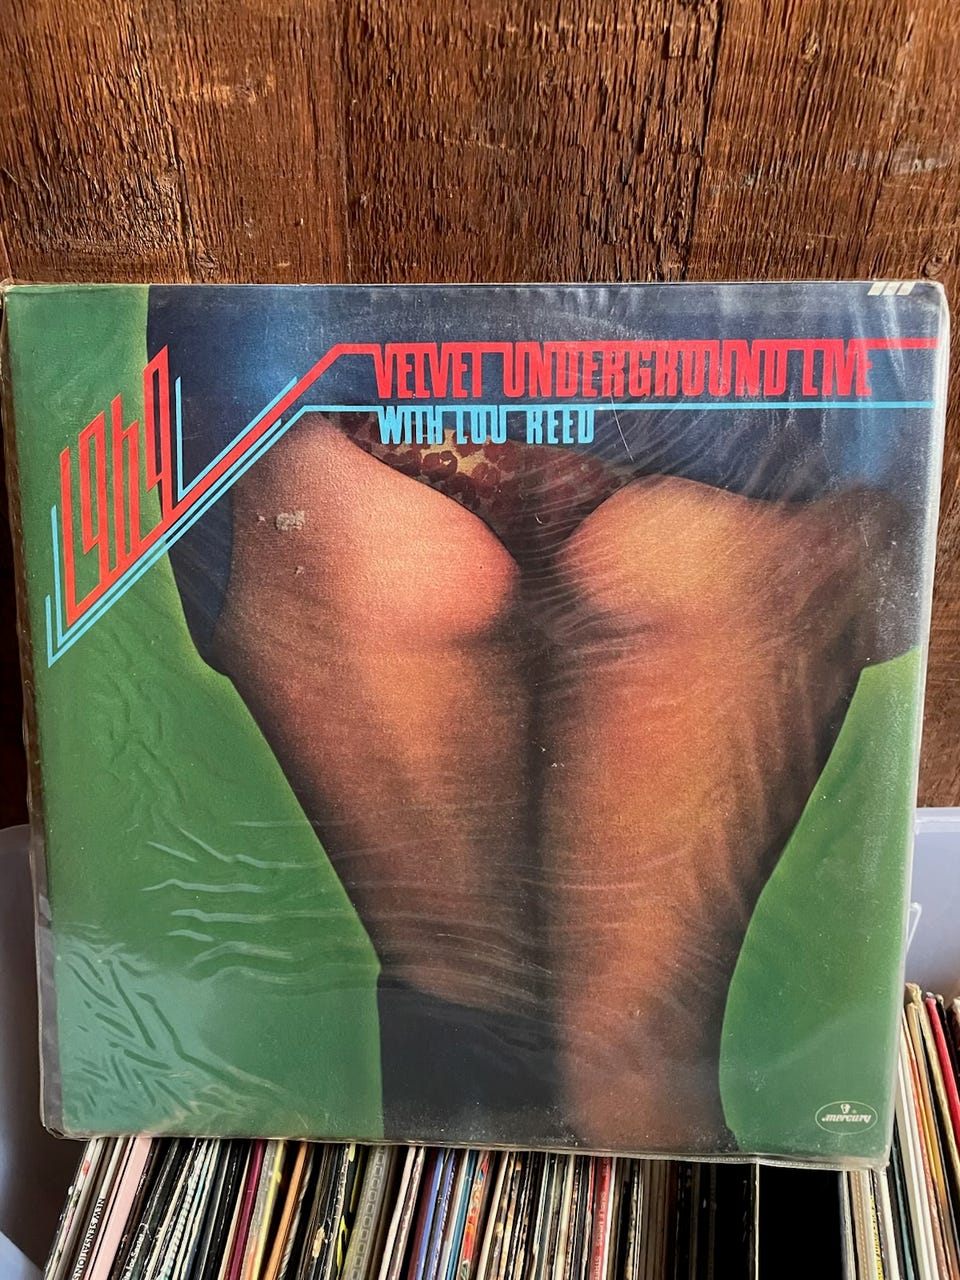 1969
VELVET UNDERGROUND LIVE
WITH LOU REED
mercury